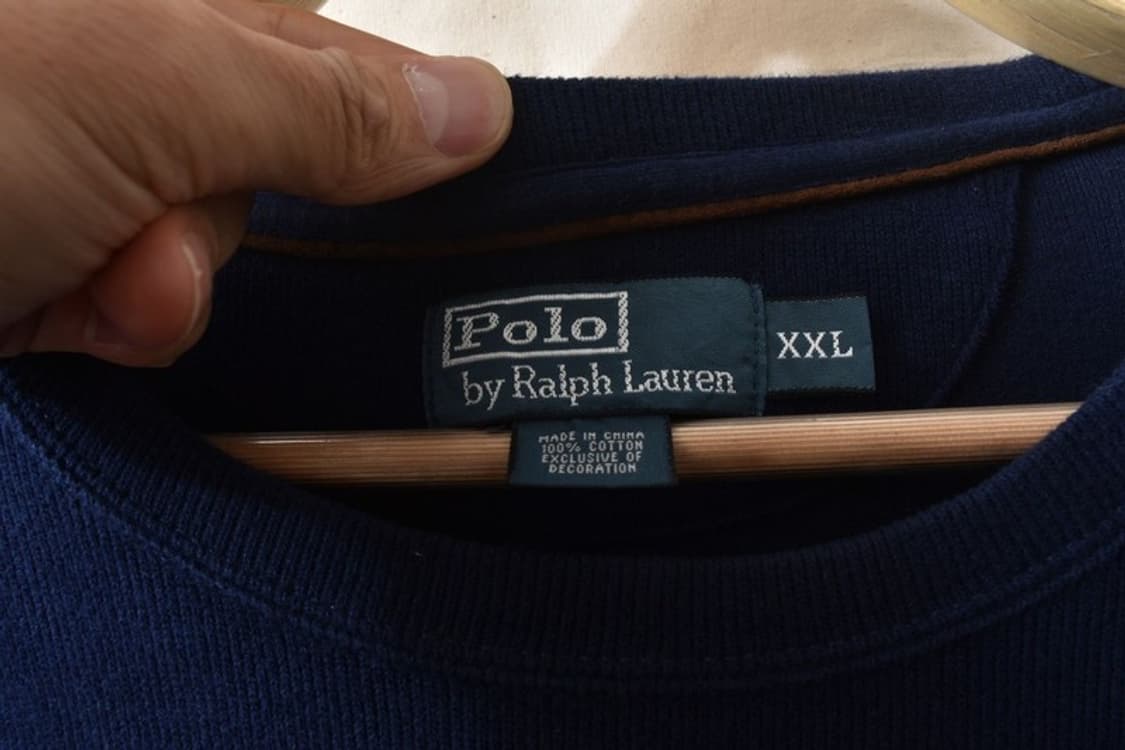 Polo
by Ralph Lauren
XXL
MADE IN CHINA
100% COTTON
EXCLUSIVE OF
DECORATION